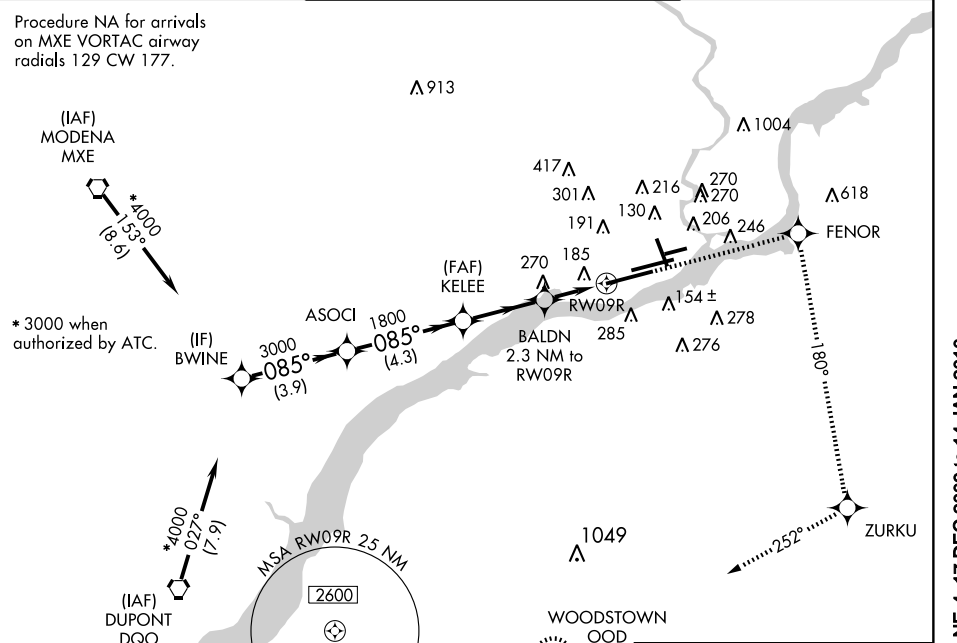 Procedure NA for arrivals
on MXE VORTAC airway
radials 129 CW 177.
913
(IAF)
MODENA
MXE
*4000
153°
(8.6)
1004
417
301
191
216
130
270
270
206
246
618
FENOR
(FAF)
KELEE
270
185
RW09R
154 ±
285
278
276
BALDN
2.3 NM to
RW09R
ASOCI
1800
085°
(4.3)
* 3000 when
authorized by ATC.
(IF)
BWINE
3000
085°
(3.9)
180°
ZURKU
252°
*4000
027°
(7.9)
(IAF)
DUPONT
DQO
MSA RW09R 25 NM
2600
1049
WOODSTOWN
OOD